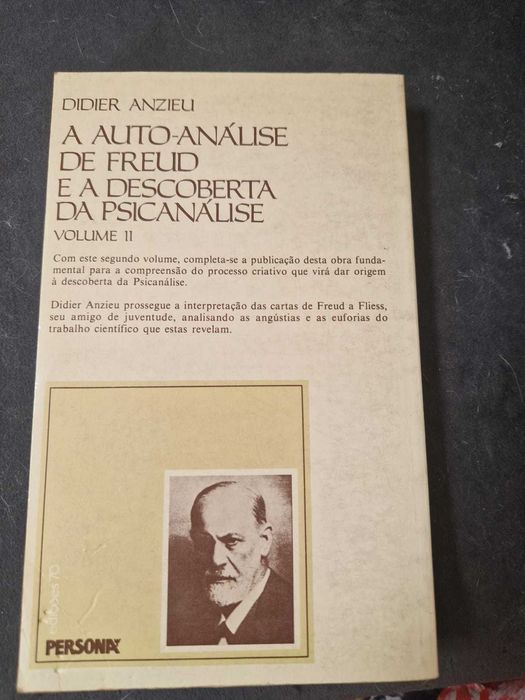 DIDIER ANZIEU
A AUTO-ANÁLISE
DE FREUD
E A DESCOBERTA
DA PSICANÁLISE
VOLUME II
Com este segundo volume, completa-se a publicação desta obra funda-
mental para a compreensão do processo criativo que virá dar origem
à descoberta da Psicanálise.
Didier Anzieu prossegue a interpretação das cartas de Freud a Fliess,
seu amigo de juventude, analisando as angústias e as euforias do
trabalho científico que estas revelam.
edições 70
PERSONA